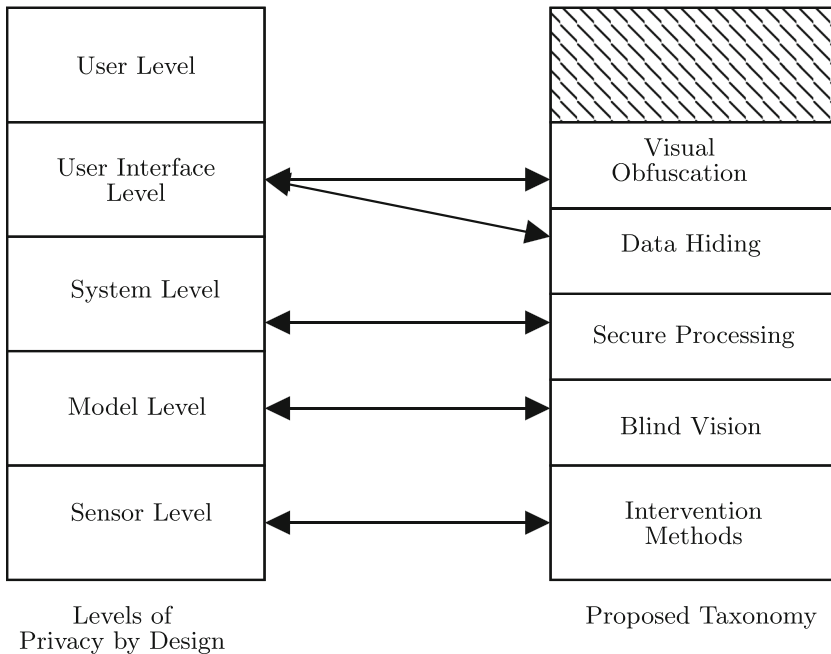 User Level
User Interface
Level
System Level
Model Level
Sensor Level
Levels of
Privacy by Design
Visual
Obfuscation
Data Hiding
Secure Processing
Blind Vision
Intervention
Methods
Proposed Taxonomy